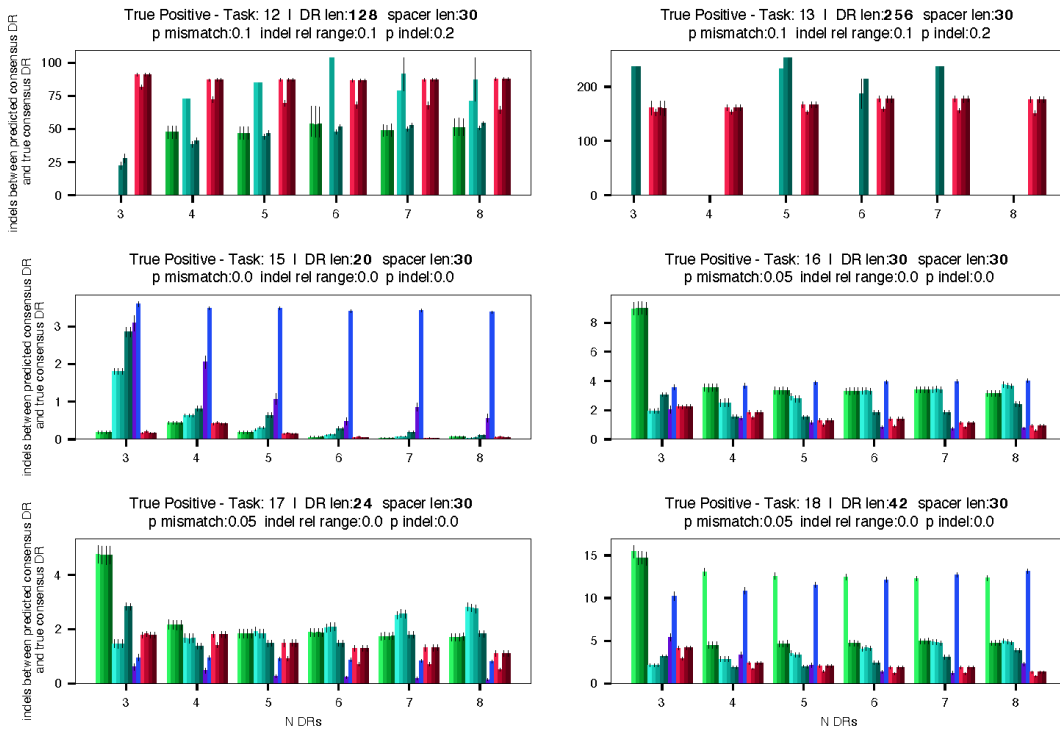 True Positive - Task: 12 | DR len:128 spacer len:30
p mismatch:0.1 indel rel range:0.1 p indel:0.2
True Positive - Task: 13 | DR len:256 spacer len:30
p mismatch:0.1 indel rel range:0.1 p indel:0.2
indels between predicted consensus DR
and true consensus DR
100
75
50
25
0
200
100
0
3 4 5 6 7 8
3 4 5 6 7 8
True Positive - Task: 15 | DR len:20 spacer len:30
p mismatch:0.0 indel rel range:0.0 p indel:0.0
True Positive - Task: 16 | DR len:30 spacer len:30
p mismatch:0.05 indel rel range:0.0 p indel:0.0
indels between predicted consensus DR
and true consensus DR
3
2
1
0
8
6
4
2
0
3 4 5 6 7 8
3 4 5 6 7 8
True Positive - Task: 17 | DR len:24 spacer len:30
p mismatch:0.05 indel rel range:0.0 p indel:0.0
True Positive - Task: 18 | DR len:42 spacer len:30
p mismatch:0.05 indel rel range:0.0 p indel:0.0
indels between predicted consensus DR
and true consensus DR
4
2
0
15
10
5
0
3 4 5 6 7 8
3 4 5 6 7 8
N DRs
N DRs